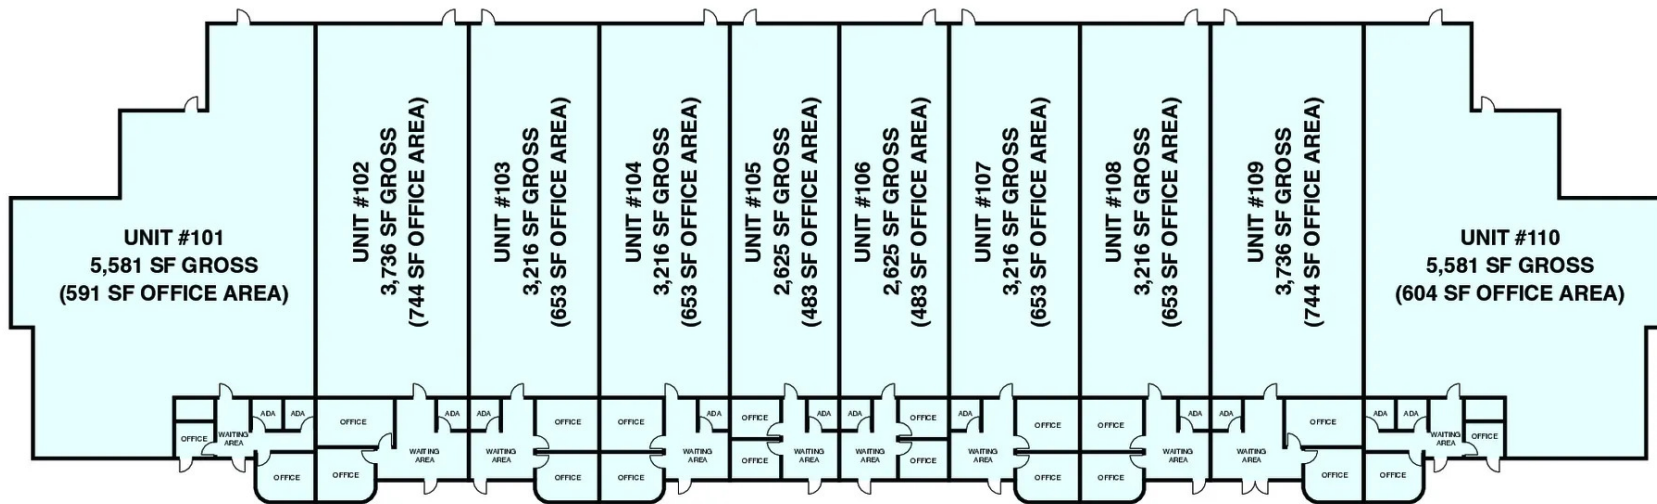 UNIT #101
5,581 SF GROSS
(591 SF OFFICE AREA)
UNIT #102
3,736 SF GROSS
(744 SF OFFICE AREA)
UNIT #103
3,216 SF GROSS
(653 SF OFFICE AREA)
UNIT #104
3,216 SF GROSS
(653 SF OFFICE AREA)
UNIT #105
2,625 SF GROSS
(483 SF OFFICE AREA)
UNIT #106
2,625 SF GROSS
(483 SF OFFICE AREA)
UNIT #107
3,216 SF GROSS
(653 SF OFFICE AREA)
UNIT #108
3,216 SF GROSS
(653 SF OFFICE AREA)
UNIT #109
3,736 SF GROSS
(744 SF OFFICE AREA)
UNIT #110
5,581 SF GROSS
(604 SF OFFICE AREA)
OFFICE
WAITING
AREA
ADA
ADA
OFFICE
OFFICE
OFFICE
WAITING
AREA
ADA
ADA
WAITING
AREA
OFFICE
OFFICE
OFFICE
OFFICE
WAITING
AREA
ADA
OFFICE
OFFICE
WAITING
AREA
ADA
ADA
WAITING
AREA
OFFICE
OFFICE
ADA
WAITING
AREA
OFFICE
OFFICE
OFFICE
OFFICE
WAITING
AREA
ADA
ADA
WAITING
AREA
OFFICE
OFFICE
ADA
ADA
OFFICE
WAITING
AREA
OFFICE